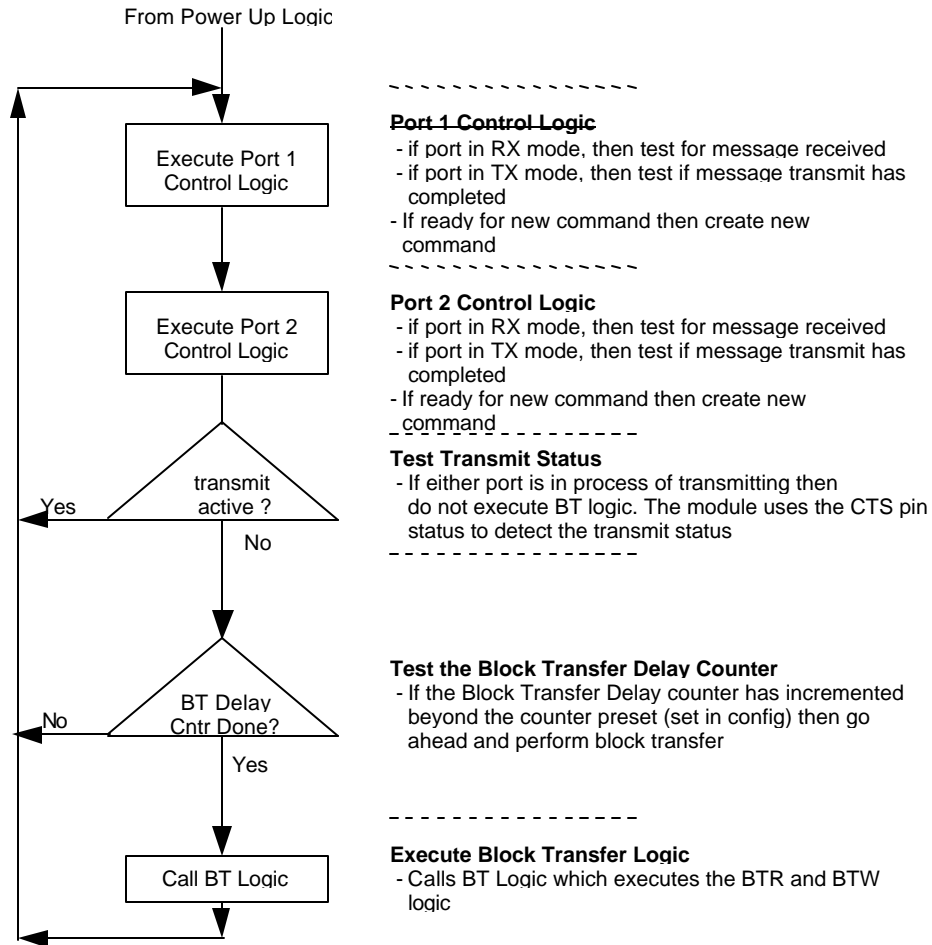 From Power Up Logic
Execute Port 1
Control Logic
Port 1 Control Logic
- if port in RX mode, then test for message received
- if port in TX mode, then test if message transmit has
completed
- If ready for new command then create new
command
Execute Port 2
Control Logic
Port 2 Control Logic
- if port in RX mode, then test for message received
- if port in TX mode, then test if message transmit has
completed
- If ready for new command then create new
command
transmit
active ?
Yes
No
Test Transmit Status
- If either port is in process of transmitting then
do not execute BT logic. The module uses the CTS pin
status to detect the transmit status
BT Delay
Cntr Done?
No
Yes
Test the Block Transfer Delay Counter
- If the Block Transfer Delay counter has incremented
beyond the counter preset (set in config) then go
ahead and perform block transfer
Call BT Logic
Execute Block Transfer Logic
- Calls BT Logic which executes the BTR and BTW
logic